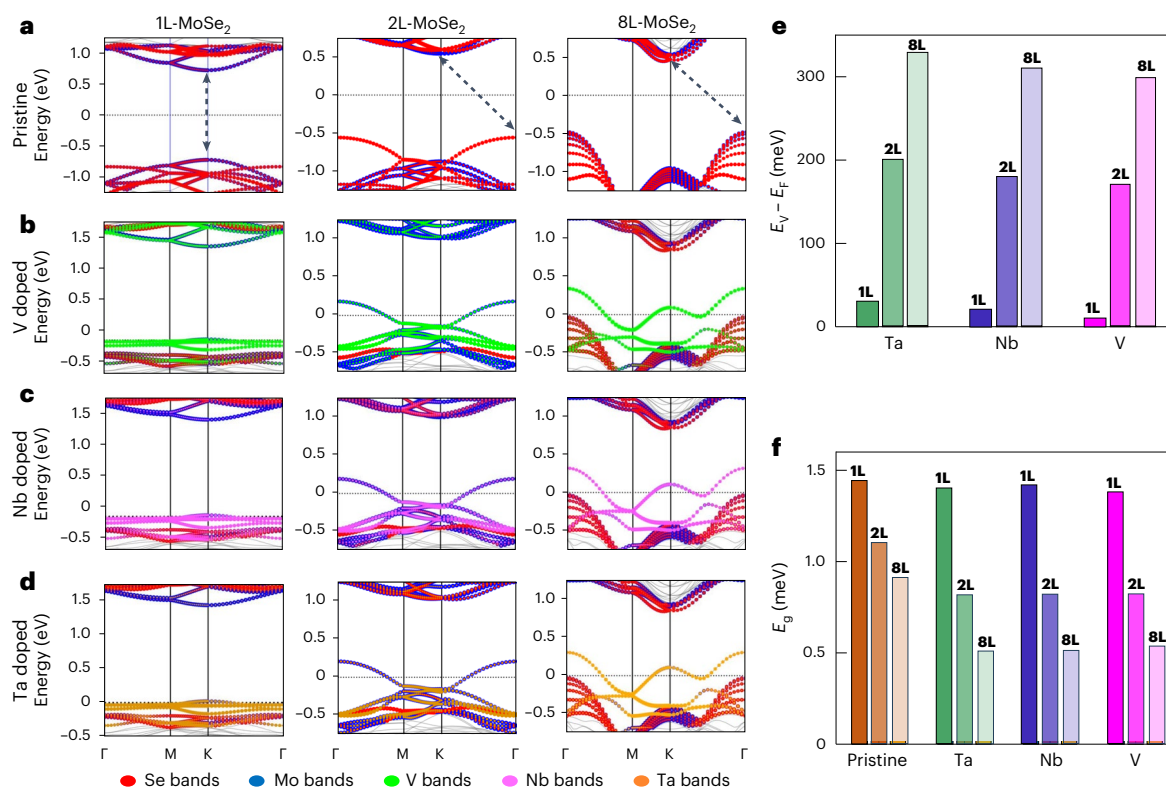 a
1L-MoSe2
2L-MoSe2
8L-MoSe2
Pristine
Energy (eV)
1.0
0.5
0
−0.5
−1.0
0.5
0
−0.5
−1.0
0.5
0
−0.5
−1.0
b
V doped
Energy (eV)
1.5
1.0
0.5
0
−0.5
1.0
0.5
0
−0.5
1.0
0.5
0
−0.5
c
Nb doped
Energy (eV)
1.5
1.0
0.5
0
−0.5
1.0
0.5
0
−0.5
1.0
0.5
0
−0.5
d
Ta doped
Energy (eV)
1.0
0.5
0
−0.5
1.0
0.5
0
−0.5
1.0
0.5
0
−0.5
Γ M K Γ
Γ M K Γ
Γ M K Γ
Se bands Mo bands V bands Nb bands Ta bands
e
EV − EF (meV)
300
200
100
0
1L 2L 8L
1L 2L 8L
1L 2L 8L
Ta Nb V
f
Eg (meV)
1.5
1.0
0.5
0
1L 2L 8L
1L 2L 8L
1L 2L 8L
1L 2L 8L
Pristine Ta Nb V